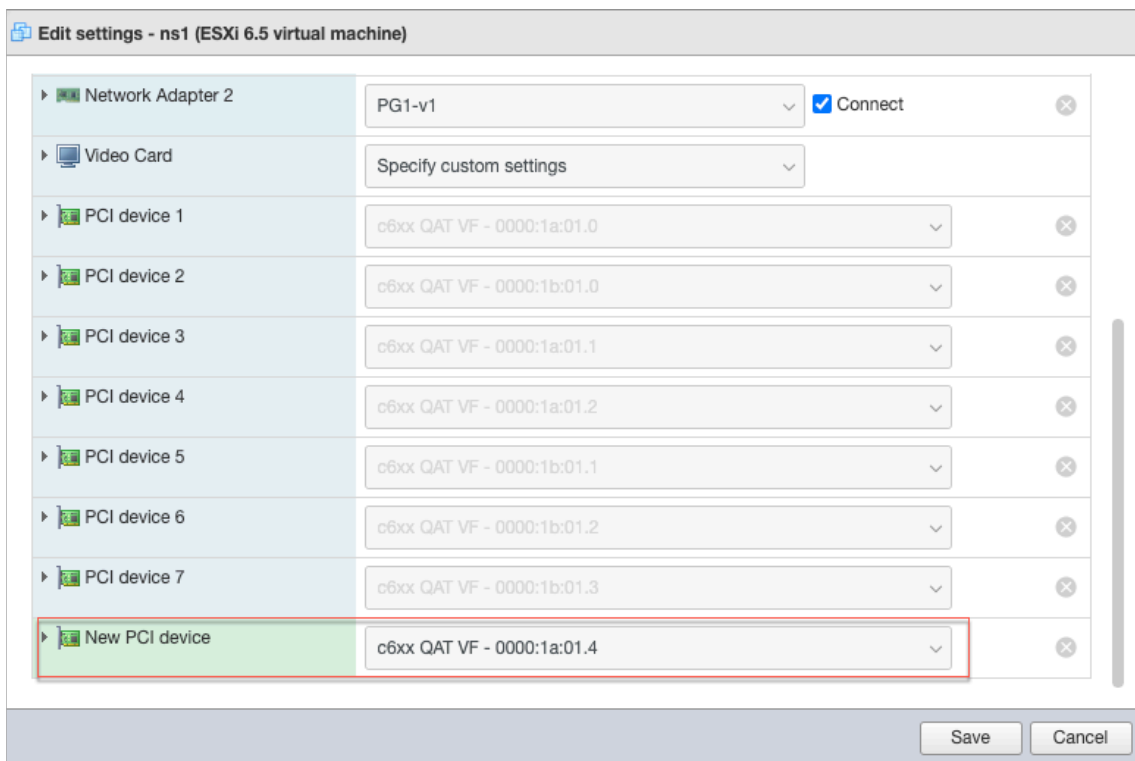 Edit settings - ns1 (ESXi 6.5 virtual machine)
Network Adapter 2 PG1-v1 Connect
Video Card Specify custom settings
PCI device 1 c6xx QAT VF - 0000:1a:01.0
PCI device 2 c6xx QAT VF - 0000:1b:01.0
PCI device 3 c6xx QAT VF - 0000:1a:01.1
PCI device 4 c6xx QAT VF - 0000:1a:01.2
PCI device 5 c6xx QAT VF - 0000:1b:01.1
PCI device 6 c6xx QAT VF - 0000:1b:01.2
PCI device 7 c6xx QAT VF - 0000:1b:01.3
New PCI device c6xx QAT VF - 0000:1a:01.4
Save Cancel